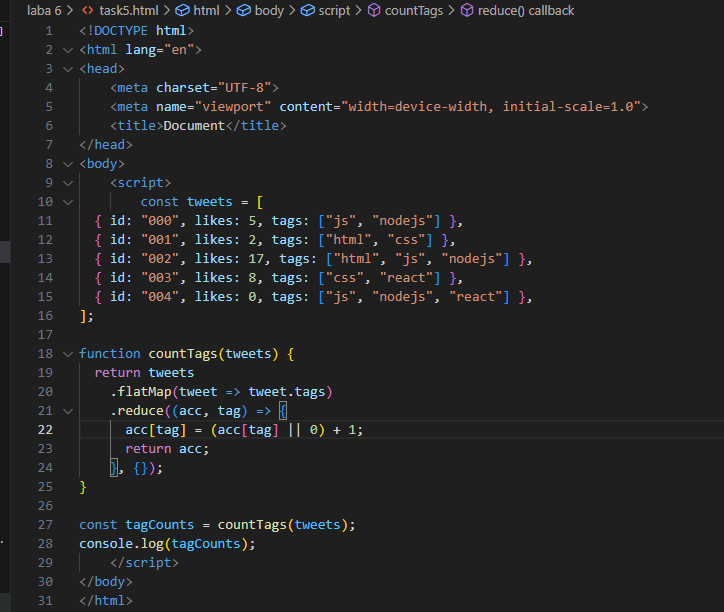 laba 6 > <> task5.html > html > body > script > countTags > reduce() callback
1 <!DOCTYPE html>
2 <html lang="en">
3 <head>
4     <meta charset="UTF-8">
5     <meta name="viewport" content="width=device-width, initial-scale=1.0">
6     <title>Document</title>
7 </head>
8 <body>
9     <script>
10         const tweets = [
11   { id: "000", likes: 5, tags: ["js", "nodejs"] },
12   { id: "001", likes: 2, tags: ["html", "css"] },
13   { id: "002", likes: 17, tags: ["html", "js", "nodejs"] },
14   { id: "003", likes: 8, tags: ["css", "react"] },
15   { id: "004", likes: 0, tags: ["js", "nodejs", "react"] },
16 ];
17
18 function countTags(tweets) {
19   return tweets
20     .flatMap(tweet => tweet.tags)
21     .reduce((acc, tag) => {
22       acc[tag] = (acc[tag] || 0) + 1;
23       return acc;
24     }, {});
25 }
26
27 const tagCounts = countTags(tweets);
28 console.log(tagCounts);
29     </script>
30 </body>
31 </html>